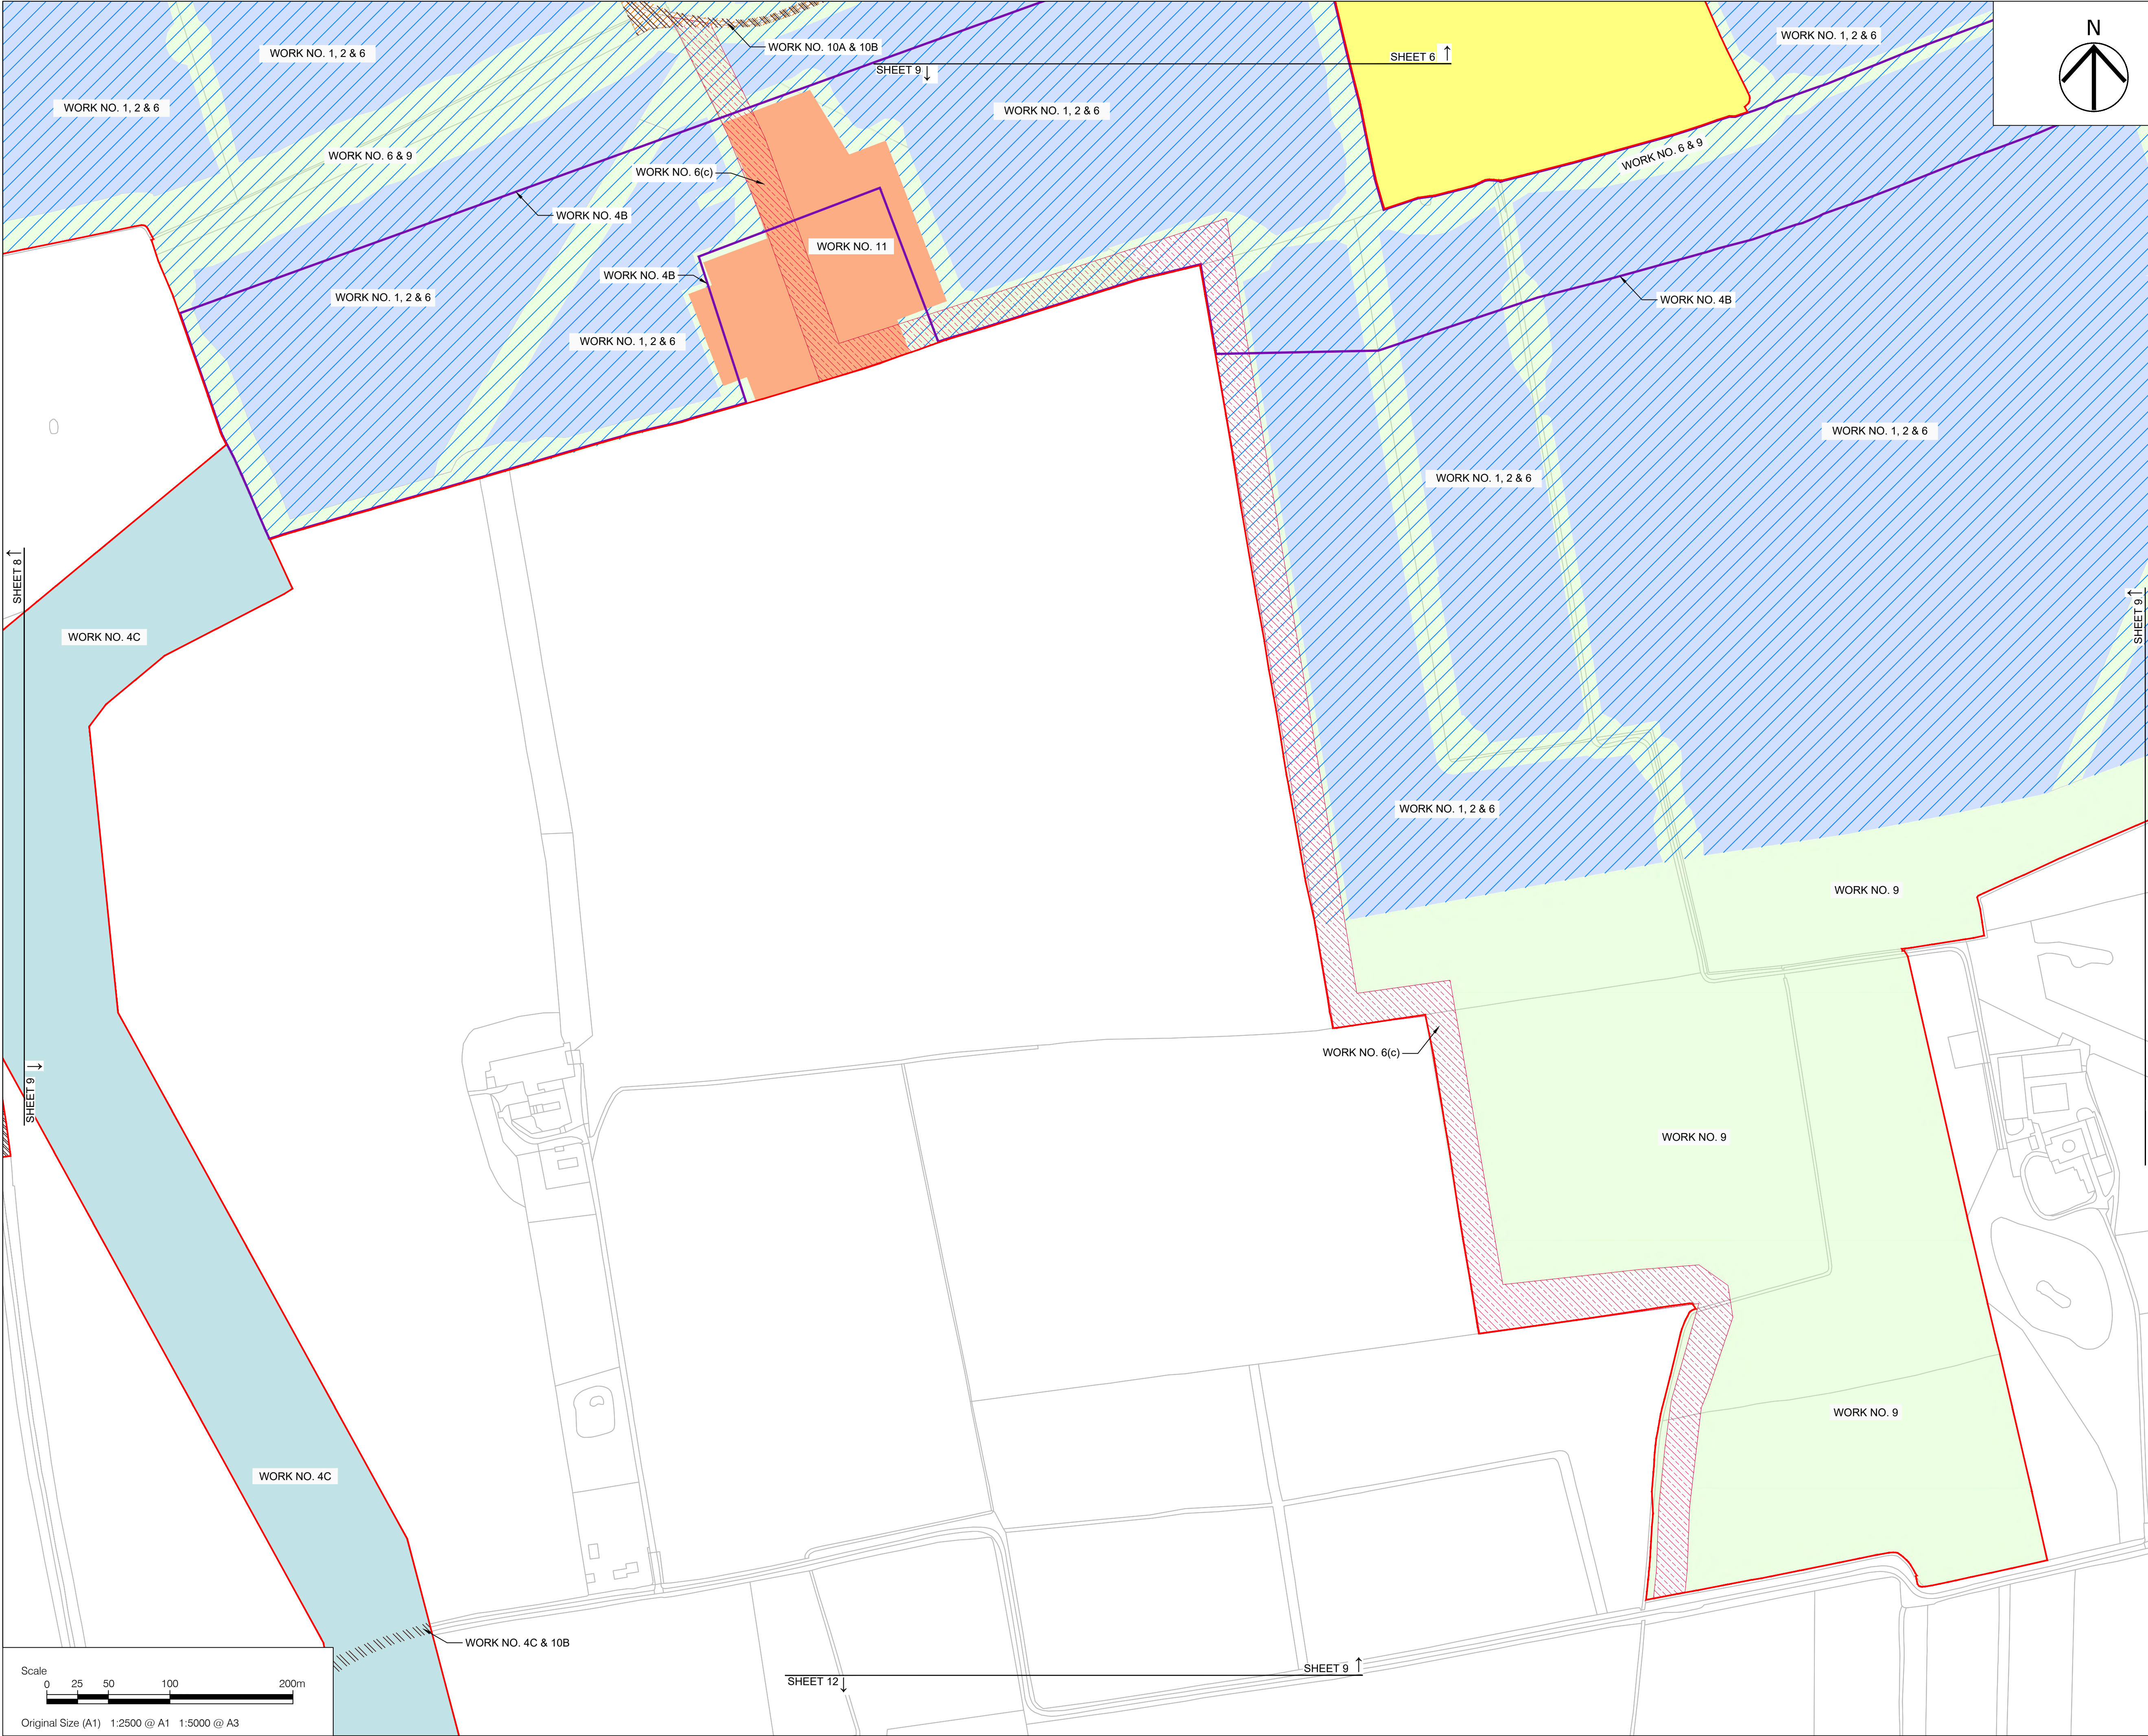 N
WORK NO. 1, 2 & 6
WORK NO. 10A & 10B
WORK NO. 1, 2 & 6
SHEET 6 ↑
SHEET 9 ↓
WORK NO. 1, 2 & 6
WORK NO. 1, 2 & 6
WORK NO. 6 & 9
WORK NO. 6 & 9
WORK NO. 6(c)
WORK NO. 4B
WORK NO. 11
WORK NO. 4B
WORK NO. 1, 2 & 6
WORK NO. 4B
WORK NO. 1, 2 & 6
WORK NO. 1, 2 & 6
WORK NO. 1, 2 & 6
SHEET 8 ↑
SHEET 9 ↑
WORK NO. 4C
WORK NO. 1, 2 & 6
WORK NO. 9
WORK NO. 6(c)
SHEET 9 ↓
WORK NO. 9
WORK NO. 9
WORK NO. 4C
WORK NO. 4C & 10B
SHEET 9 ↑
SHEET 12 ↓
Scale
0 25 50 100 200m
Original Size (A1) 1:2500 @ A1 1:5000 @ A3